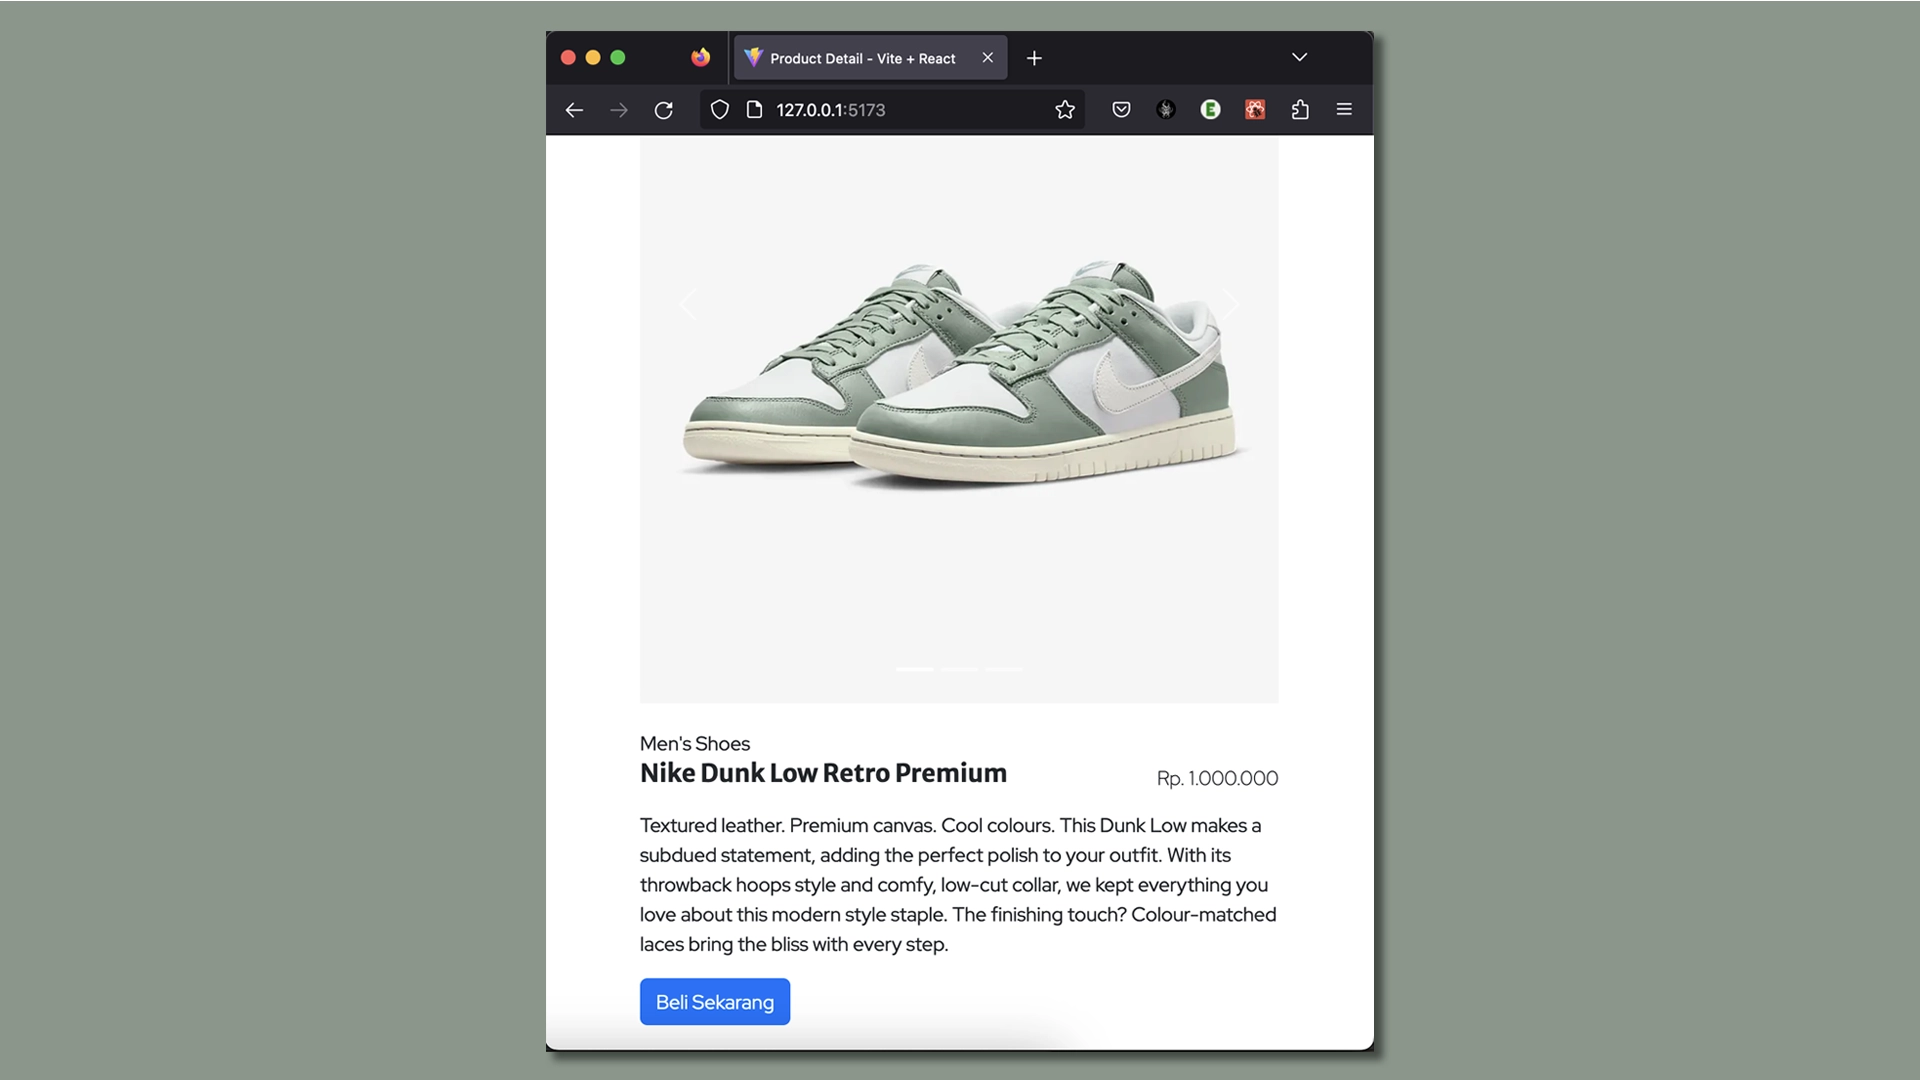 Product Detail - Vite + React
127.0.0.1:5173
Men's Shoes
Nike Dunk Low Retro Premium
Rp. 1.000.000
Textured leather. Premium canvas. Cool colours. This Dunk Low makes a
subdued statement, adding the perfect polish to your outfit. With its
throwback hoops style and comfy, low-cut collar, we kept everything you
love about this modern style staple. The finishing touch? Colour-matched
laces bring the bliss with every step.
Beli Sekarang